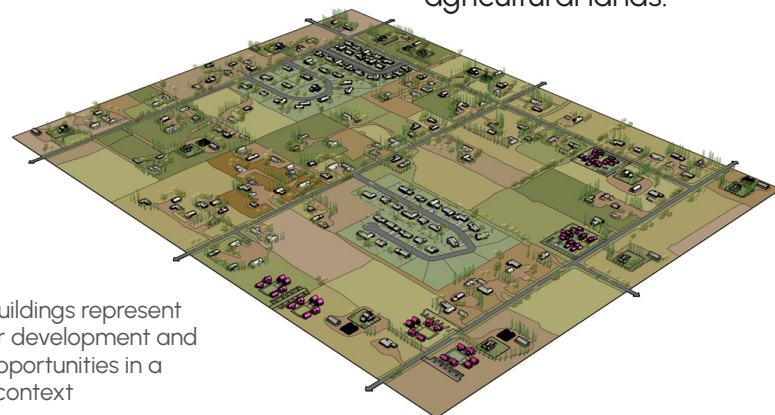 agricultural lands.
uildings represent
r development and
pportunities in a
context